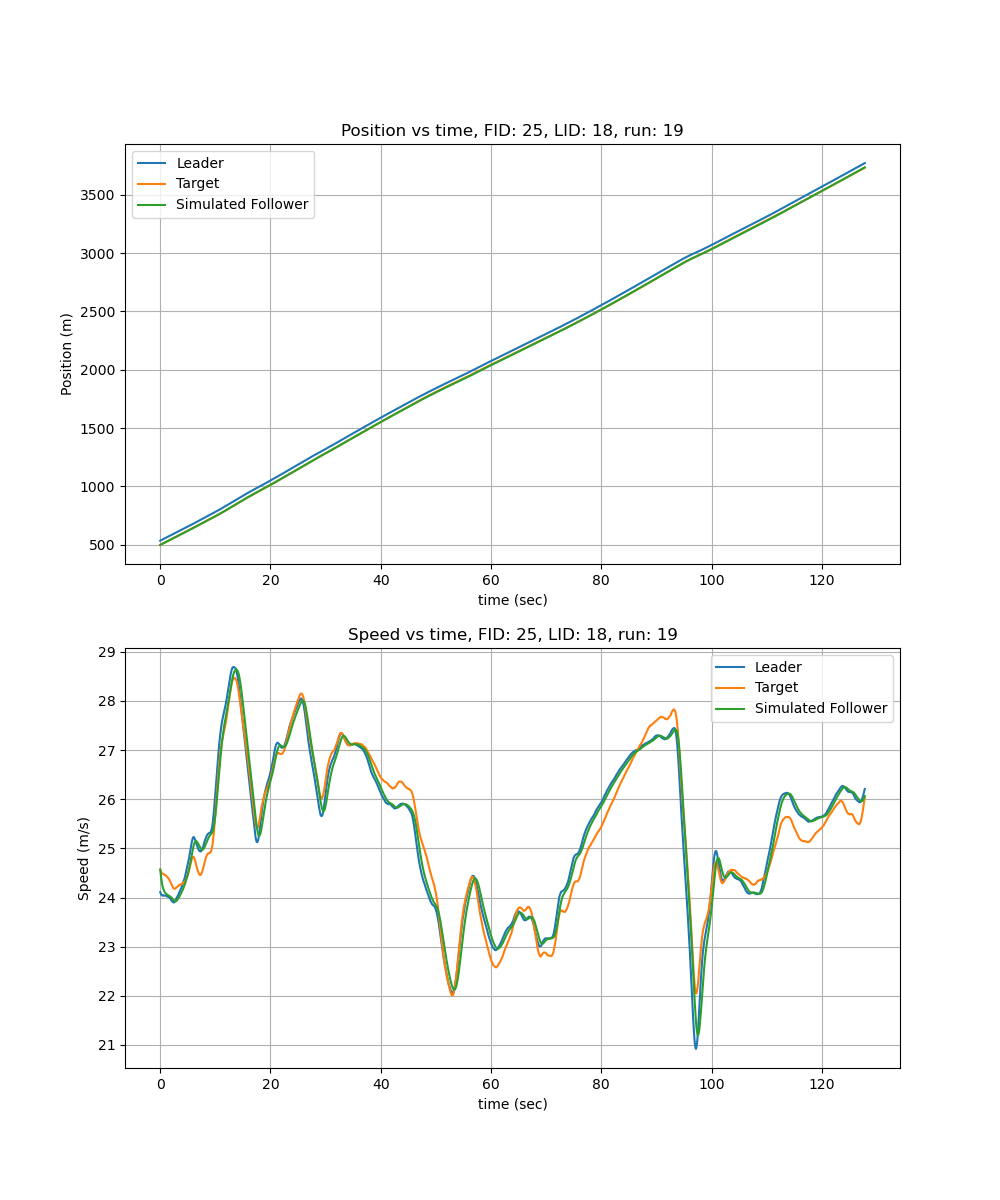 Position vs time, FID: 25, LID: 18, run: 19
Leader
Target
Simulated Follower
Position (m)
3500
3000
2500
2000
1500
1000
500
0 20 40 60 80 100 120
time (sec)
Speed vs time, FID: 25, LID: 18, run: 19
Leader
Target
Simulated Follower
Speed (m/s)
29
28
27
26
25
24
23
22
21
0 20 40 60 80 100 120
time (sec)